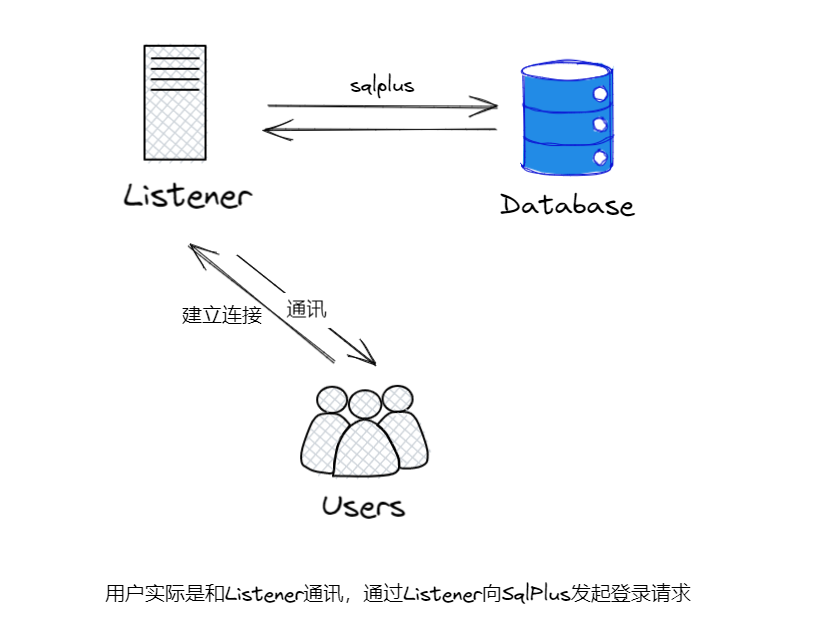 sqlplus
Listener
Database
建立连接
通讯
Users
用户实际是和Listener通讯，通过Listener向SqlPlus发起登录请求